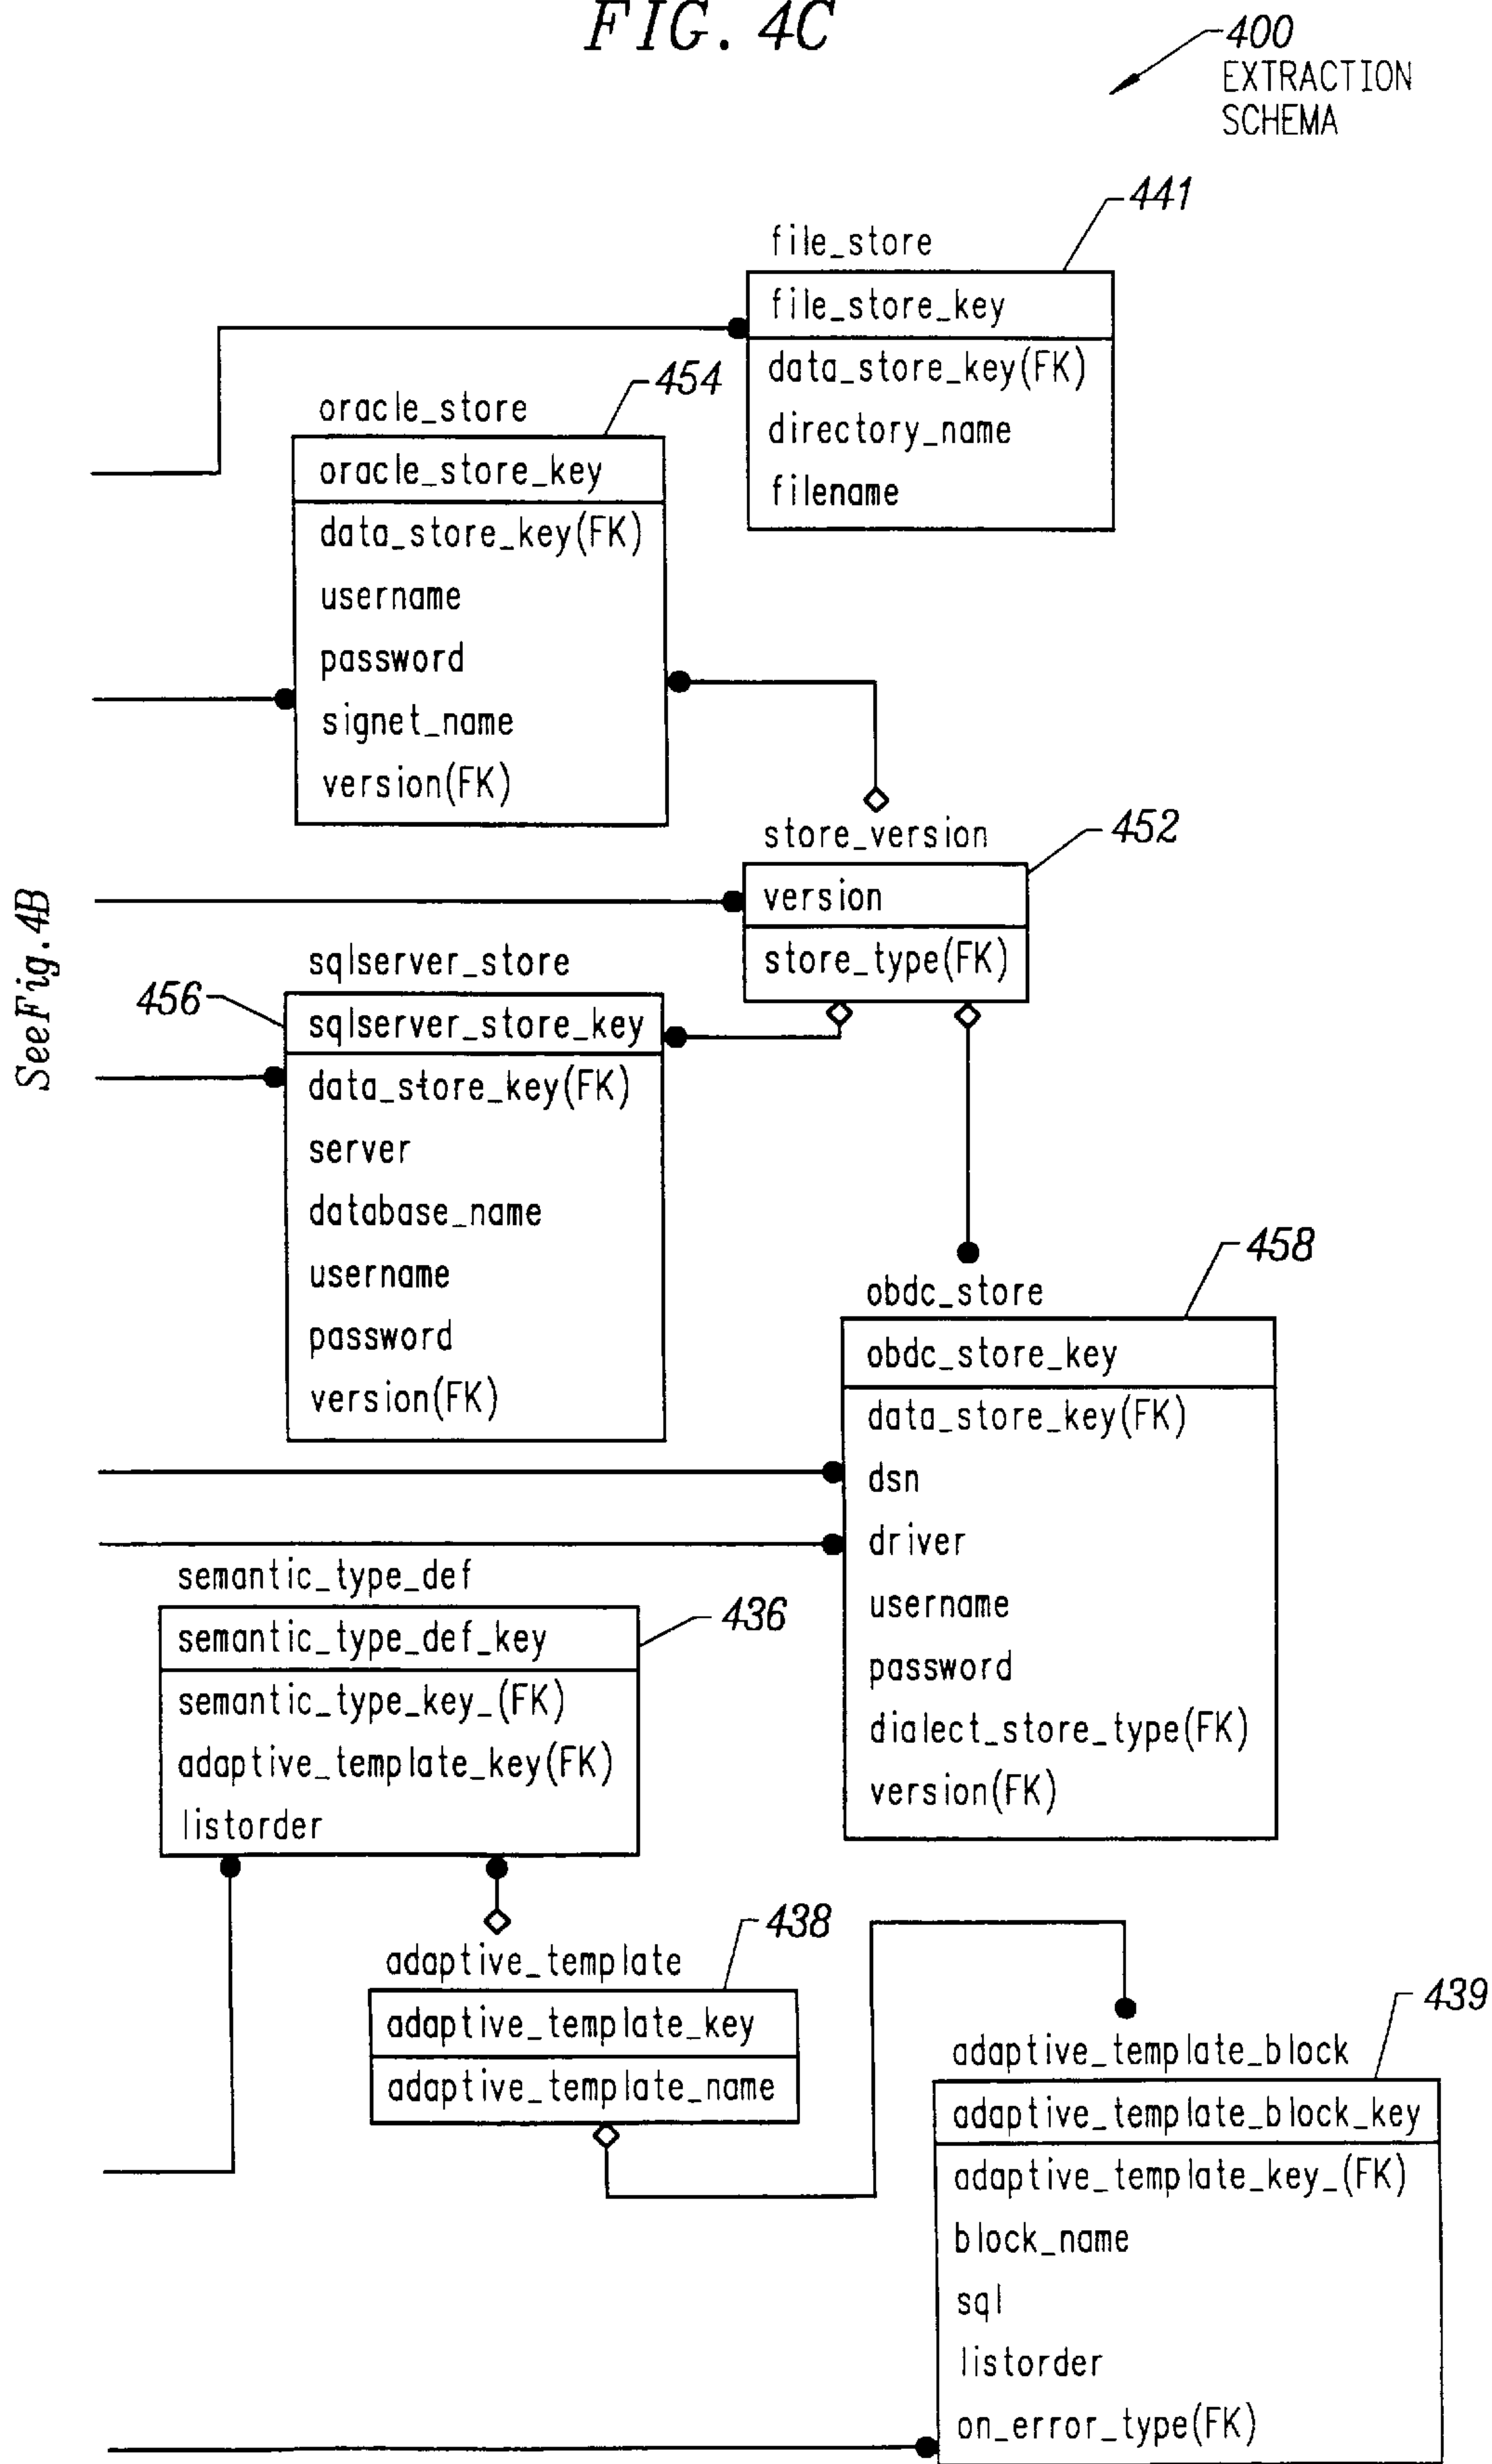 FIG. 4C
400
EXTRACTION
SCHEMA
441
file_store
file_store_key
data_store_key(FK)
directory_name
filename
454
oracle_store
oracle_store_key
data_store_key(FK)
username
password
signet_name
version(FK)
452
store_version
version
store_type(FK)
See Fig. 4B
456
sqlserver_store
sqlserver_store_key
data_store_key(FK)
server
database_name
username
password
version(FK)
458
obdc_store
obdc_store_key
data_store_key(FK)
dsn
driver
username
password
dialect_store_type(FK)
version(FK)
436
semantic_type_def
semantic_type_def_key
semantic_type_key_(FK)
adaptive_template_key(FK)
listorder
438
adaptive_template
adaptive_template_key
adaptive_template_name
439
adaptive_template_block
adaptive_template_block_key
adaptive_template_key_(FK)
block_name
sql
listorder
on_error_type(FK)